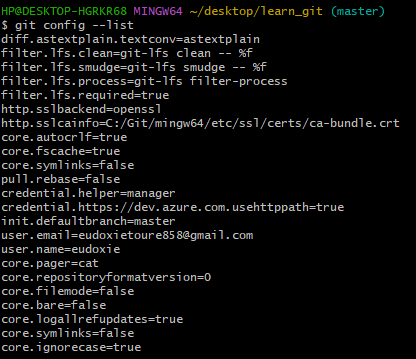 HP@DESKTOP-HGRKR68 MINGW64 ~/desktop/learn_git (master)
$ git config --list
diff.astextplain.textconv=astextplain
filter.lfs.clean=git-lfs clean -- %f
filter.lfs.smudge=git-lfs smudge -- %f
filter.lfs.process=git-lfs filter-process
filter.lfs.required=true
http.sslbackend=openssl
http.sslcainfo=C:/Git/mingw64/etc/ssl/certs/ca-bundle.crt
core.autocrlf=true
core.fscache=true
core.symlinks=false
pull.rebase=false
credential.helper=manager
credential.https://dev.azure.com.usehttppath=true
init.defaultbranch=master
user.email=eudoxietoure858@gmail.com
user.name=eudoxie
core.pager=cat
core.repositoryformatversion=0
core.filemode=false
core.bare=false
core.logallrefupdates=true
core.symlinks=false
core.ignorecase=true